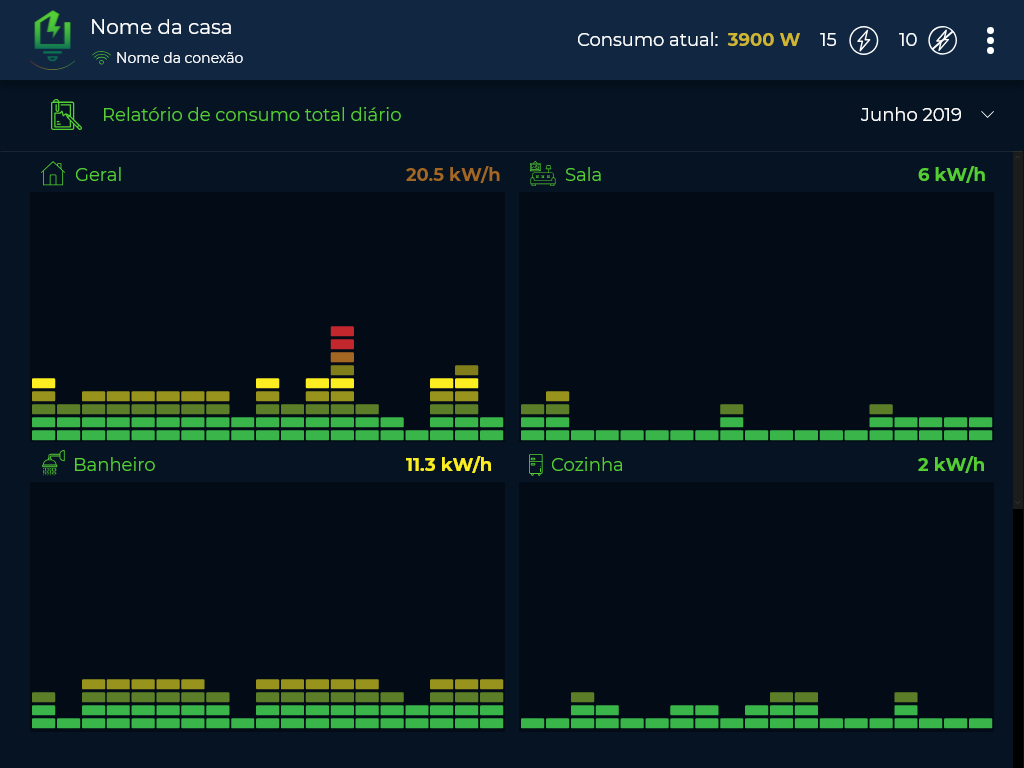 Nome da casa
Nome da conexão
Consumo atual: 3900 W 15 10
Relatório de consumo total diário
Junho 2019
Geral 20.5 kW/h
Sala 6 kW/h
Banheiro 11.3 kW/h
Cozinha 2 kW/h